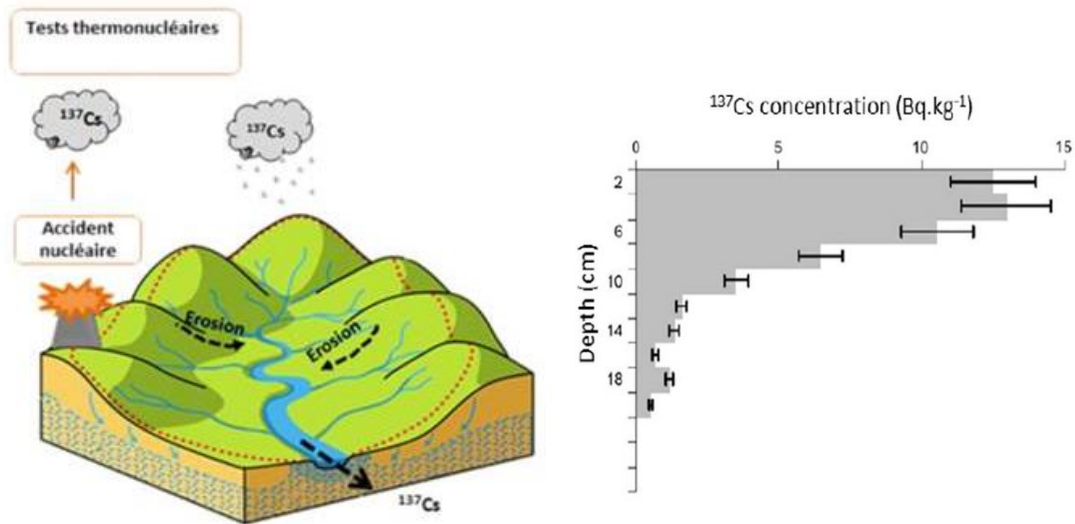 Tests thermonucléaires
¹³⁷Cs
¹³⁷Cs
Accident
nucléaire
Erosion
Erosion
¹³⁷Cs
¹³⁷Cs concentration (Bq.kg⁻¹)
0 5 10 15
2
6
10
14
18
Depth (cm)